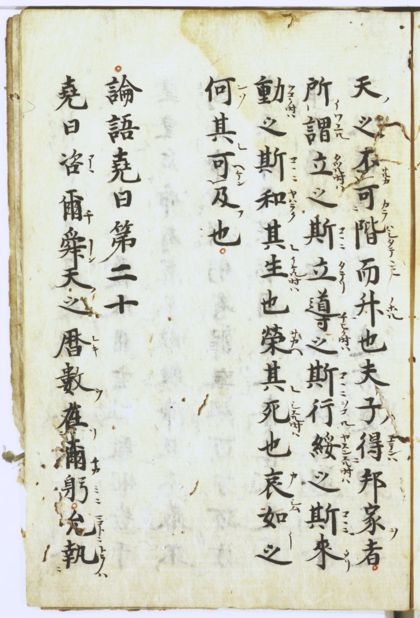 天之不可階而升也夫子得邦家者
所謂立之斯立導之斯行綏之斯来
動之斯和其生也榮其死也哀如之
何其可及也
論語堯曰第二十
堯曰咨爾舜天之暦數在爾躬允執